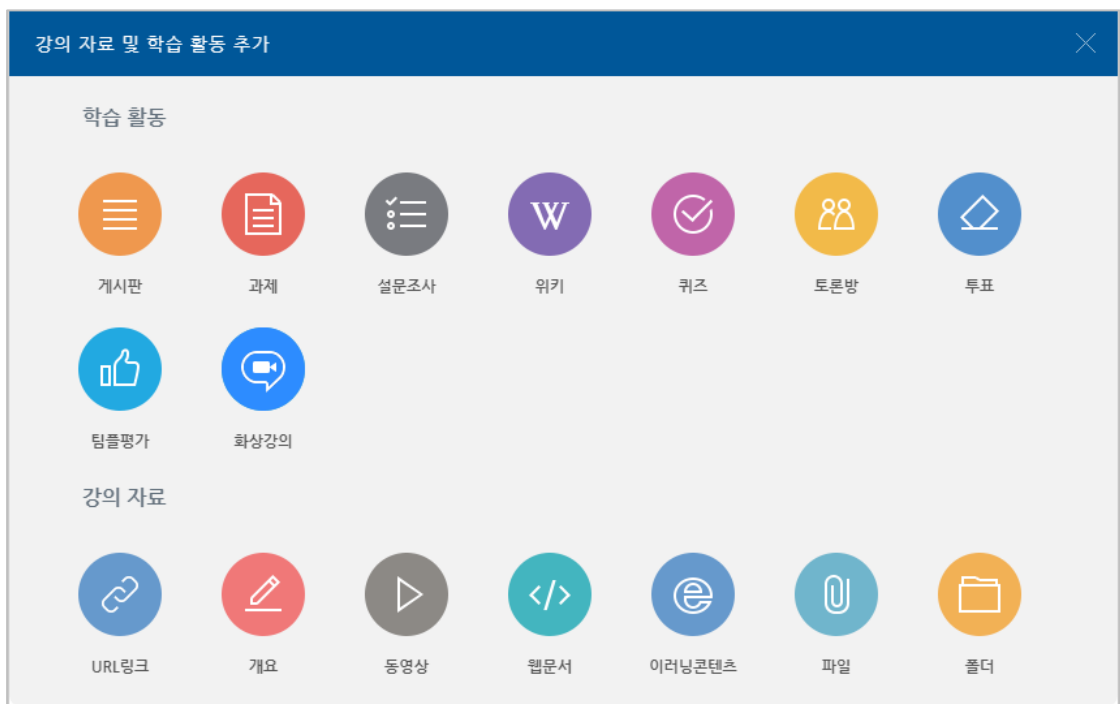 강의 자료 및 학습 활동 추가
학습 활동
게시판 과제 설문조사 위키 퀴즈 토론방 투표
팀플평가 화상강의
강의 자료
URL링크 개요 동영상 웹문서 이러닝콘텐츠 파일 폴더